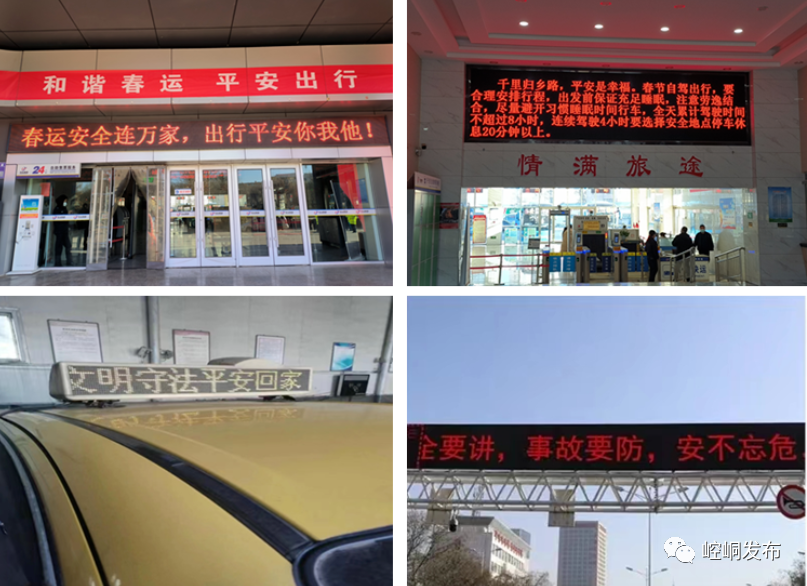 和谐春运 平安出行
春运安全连万家，出行平安你我他！
24
千里归乡路，平安是幸福。春节自驾出行，要
合理安排行程，出发前保证充足睡眠，注意劳逸结
合，尽量避开习惯睡眠时间行车，全天累计驾驶时间
不超过8小时，连续驾驶4小时要选择安全地点停车休
息20分钟以上。
情满旅途
文明守法平安回家
全要讲，事故要防，安不忘危
崆峒发布